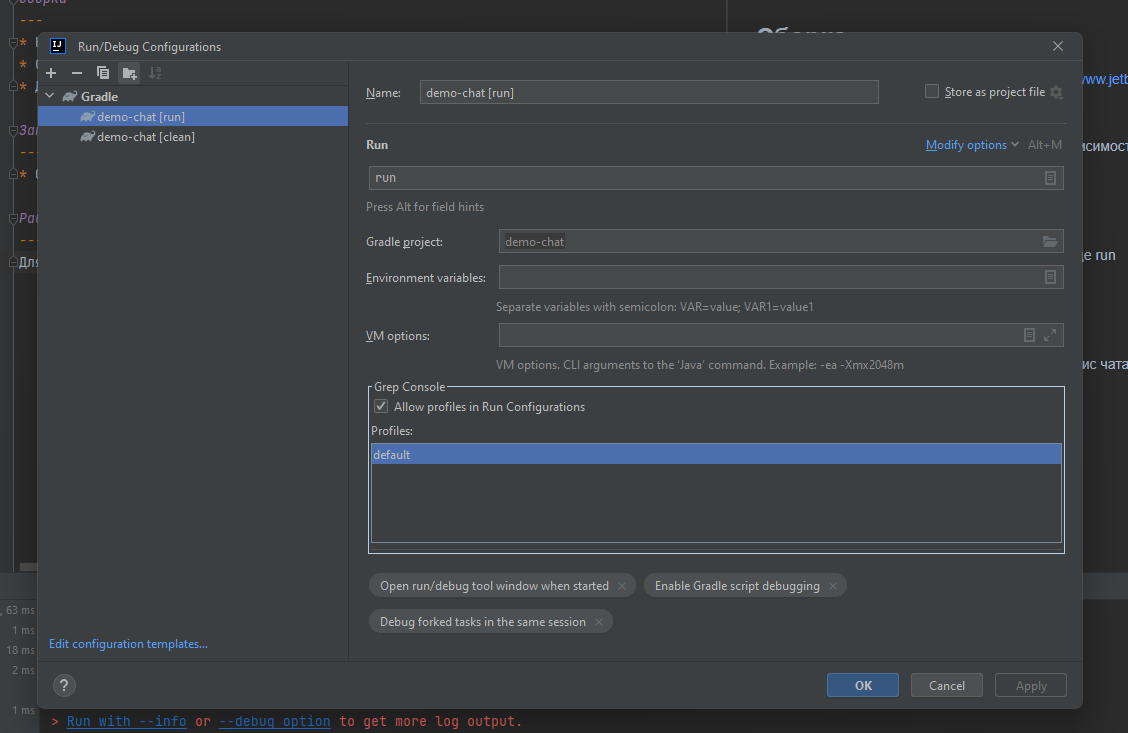 ---
Run/Debug Configurations
Gradle
demo-chat [run]
demo-chat [clean]
Name:
demo-chat [run]
Store as project file
Run
Modify options
Alt+M
run
Press Alt for field hints
Gradle project:
demo-chat
Environment variables:
Separate variables with semicolon: VAR=value; VAR1=value1
VM options:
VM options. CLI arguments to the 'Java' command. Example: -ea -Xmx2048m
Grep Console
Allow profiles in Run Configurations
Profiles:
default
Open run/debug tool window when started
Enable Gradle script debugging
Debug forked tasks in the same session
Edit configuration templates...
?
OK
Cancel
Apply
Для
run
чата
63 ms
1 ms
18 ms
2 ms
1 ms
> Run with --info or --debug option to get more log output.